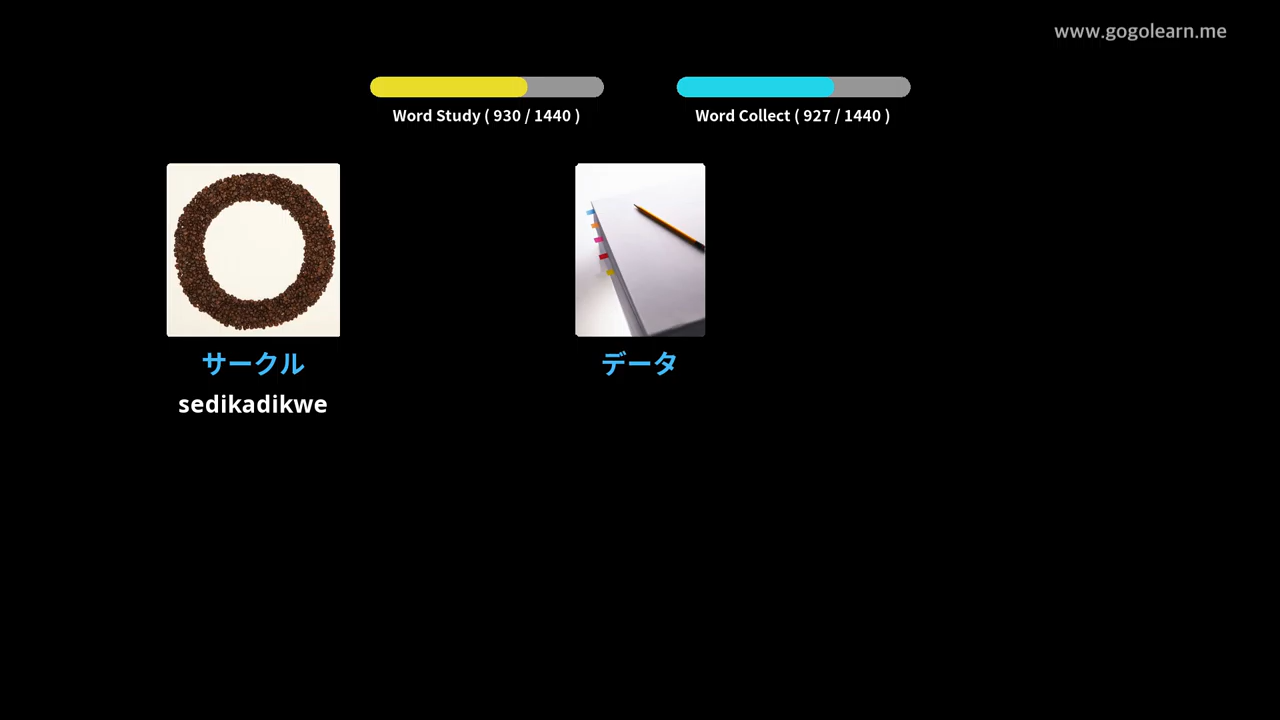 www.gogolearn.me
Word Study ( 930 / 1440 )
Word Collect ( 927 / 1440 )
サークル
データ
sedikadikwe